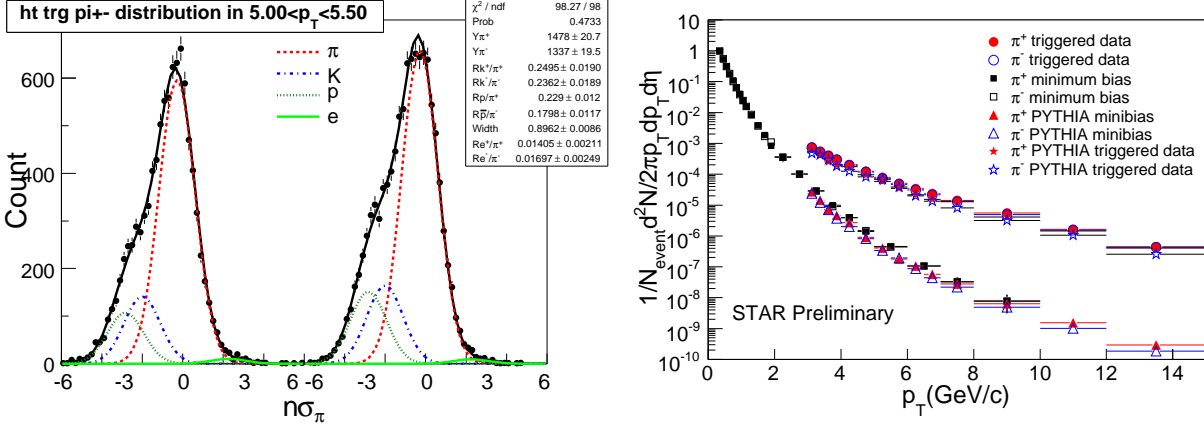 ht trg pi+- distribution in 5.00<p_T<5.50
χ² / ndf 98.27 / 98
Prob 0.4733
Yπ⁺ 1478 ± 20.7
Yπ⁻ 1337 ± 19.5
Rk⁺/π⁺ 0.2495 ± 0.0190
Rk⁻/π⁻ 0.2362 ± 0.0189
Rp/π⁺ 0.229 ± 0.012
Rp̅/π⁻ 0.1798 ± 0.0117
Width 0.8962 ± 0.0086
Re⁺/π⁺ 0.01405 ± 0.00211
Re⁻/π⁻ 0.01697 ± 0.00249
π
K
p
e
Count
600
400
200
0
-6 -3 0 3 6 -6 -3 0 3 6
nσ_π
1/N_event d²N/2πp_T dp_T dη
10
1
10⁻¹
10⁻²
10⁻³
10⁻⁴
10⁻⁵
10⁻⁶
10⁻⁷
10⁻⁸
10⁻⁹
10⁻¹⁰
π⁺ triggered data
π⁻ triggered data
π⁺ minimum bias
π⁻ minimum bias
π⁺ PYTHIA minibias
π⁻ PYTHIA minibias
π⁺ PYTHIA triggered data
π⁻ PYTHIA triggered data
STAR Preliminary
0 2 4 6 8 10 12 14
p_T(GeV/c)